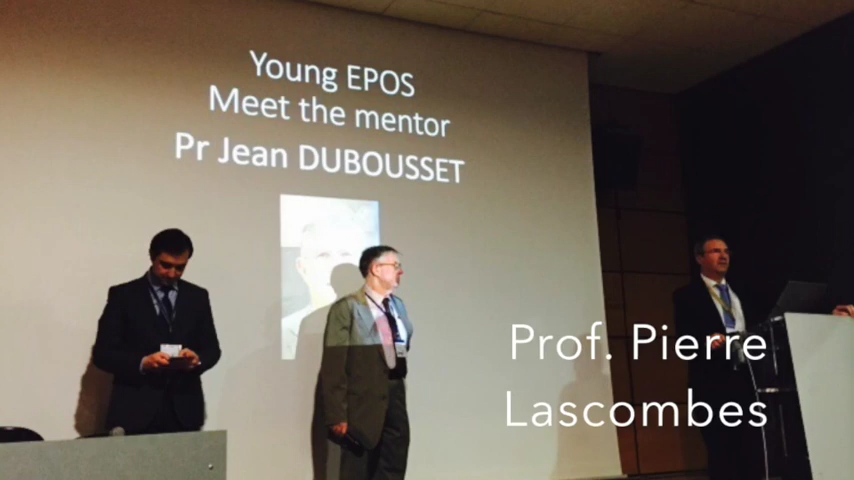 Young EPOS
Meet the mentor
Pr Jean DUBOUSSET
Prof. Pierre
Lascombes